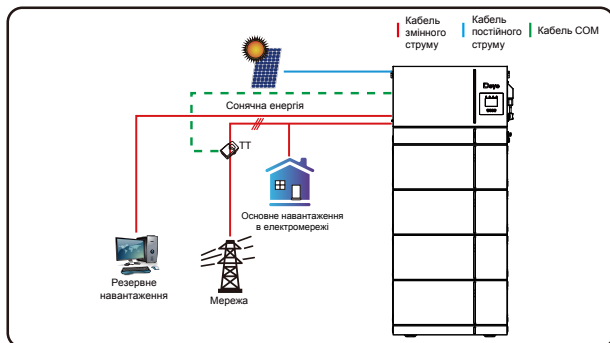 Кабель
змінного
струму
Кабель
постійного
струму
Кабель COM
Deye
Сонячна енергія
ТТ
Основне навантаження
в електромережі
Резервне
навантаження
Мережа